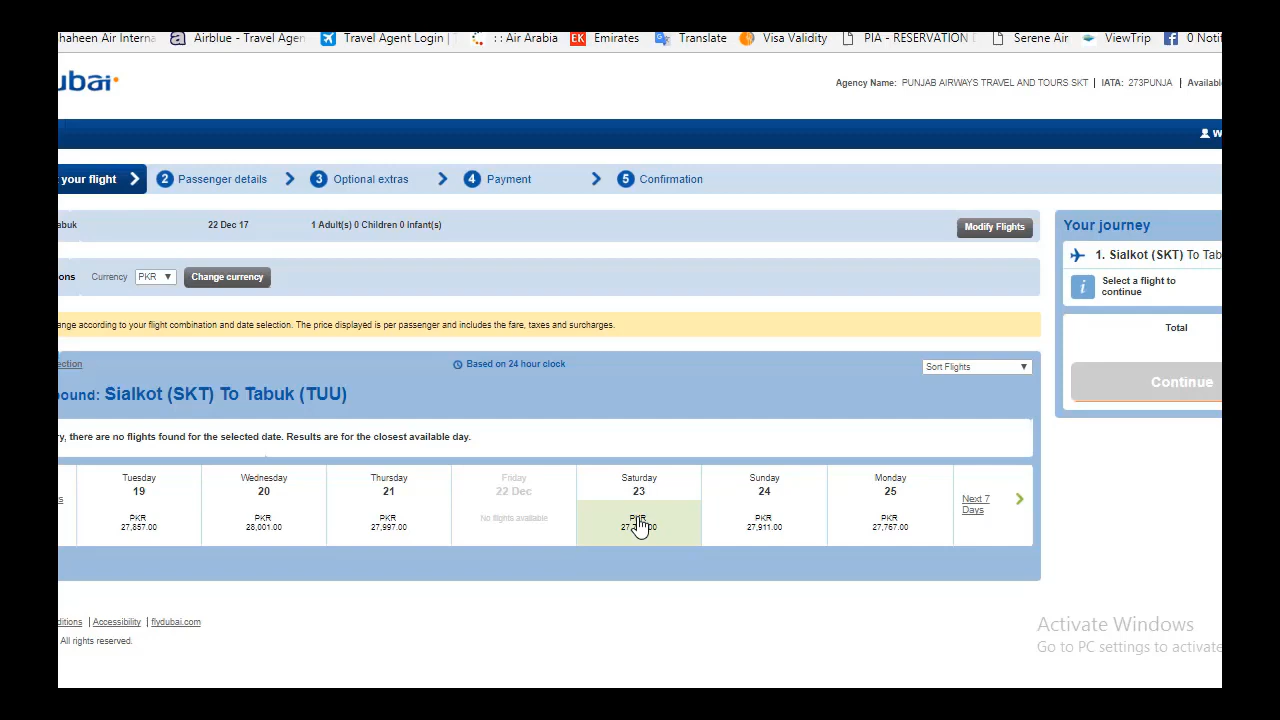 haheen Air Interna Airblue - Travel Agen Travel Agent Login | :: Air Arabia EK Emirates Translate Visa Validity PIA - RESERVATION Serene Air ViewTrip 0 Notif
ubai
Agency Name: PUNJAB AIRWAYS TRAVEL AND TOURS SKT | IATA: 273PUNJA | Availabl
W
your flight 2 Passenger details 3 Optional extras 4 Payment 5 Confirmation
abuk 22 Dec 17 1 Adult(s) 0 Children 0 Infant(s) Modify Flights
Your journey
1. Sialkot (SKT) To Tab
Select a flight to
continue
ons Currency PKR Change currency
ange according to your flight combination and date selection. The price displayed is per passenger and includes the fare, taxes and surcharges.
Total
Continue
ection Based on 24 hour clock Sort Flights
ound: Sialkot (SKT) To Tabuk (TUU)
ry, there are no flights found for the selected date. Results are for the closest available day.
Tuesday Wednesday Thursday Friday Saturday Sunday Monday
19 20 21 22 Dec 23 24 25
s Next 7
Days
PKR PKR PKR No flights available PKR PKR PKR
27,857.00 28,001.00 27,997.00 27,911.00 27,767.00
ditions | Accessibility | flydubai.com
All rights reserved.
Activate Windows
Go to PC settings to activate